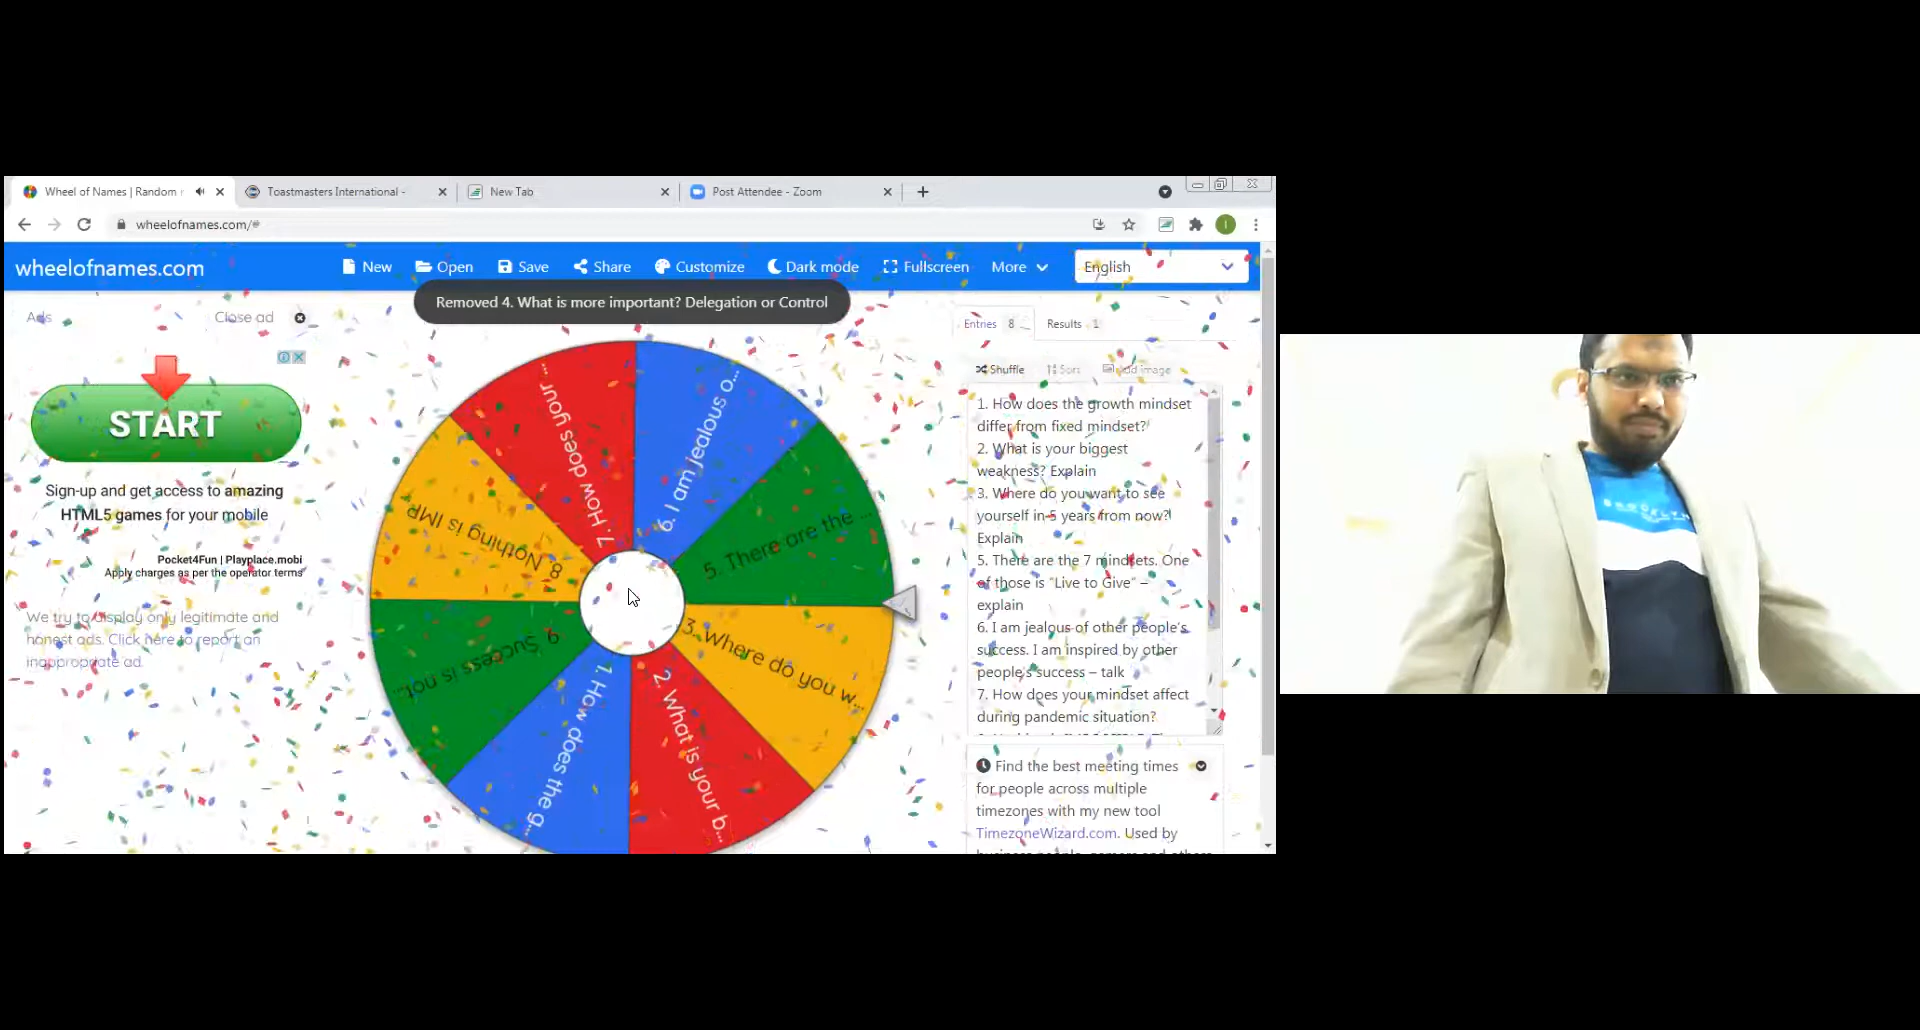 Wheel of Names | Random
Toastmasters International -
New Tab
Post Attendee - Zoom
wheelofnames.com/#
wheelofnames.com
New
Open
Save
Share
Customize
Dark mode
Fullscreen
More
English
Removed 4. What is more important? Delegation or Control
Ads
Close ad
START
Sign-up and get access to amazing
HTML5 games for your mobile
Pocket4Fun | Playplace.mobi
Apply charges as per the operator terms
We try to display only legitimate and
honest ads. Click here to report an
inappropriate ad
7. How does your ...
6. I am jealous o...
5. There are the ...
3. Where do you w...
2. What is your b...
1. How does the g...
9. Success is not...
8. Nothing is IMP
Entries 8
Results 1
Shuffle
Sort
Add image
1. How does the growth mindset
differ from fixed mindset?
2. What is your biggest
weakness? Explain
3. Where do you want to see
yourself in 5 years from now?
Explain
5. There are the 7 mindsets. One
of those is "Live to Give" –
explain
6. I am jealous of other people's
success. I am inspired by other
people's success – talk
7. How does your mindset affect
during pandemic situation?
Find the best meeting times
for people across multiple
timezones with my new tool
TimezoneWizard.com. Used by
BROOKLYN